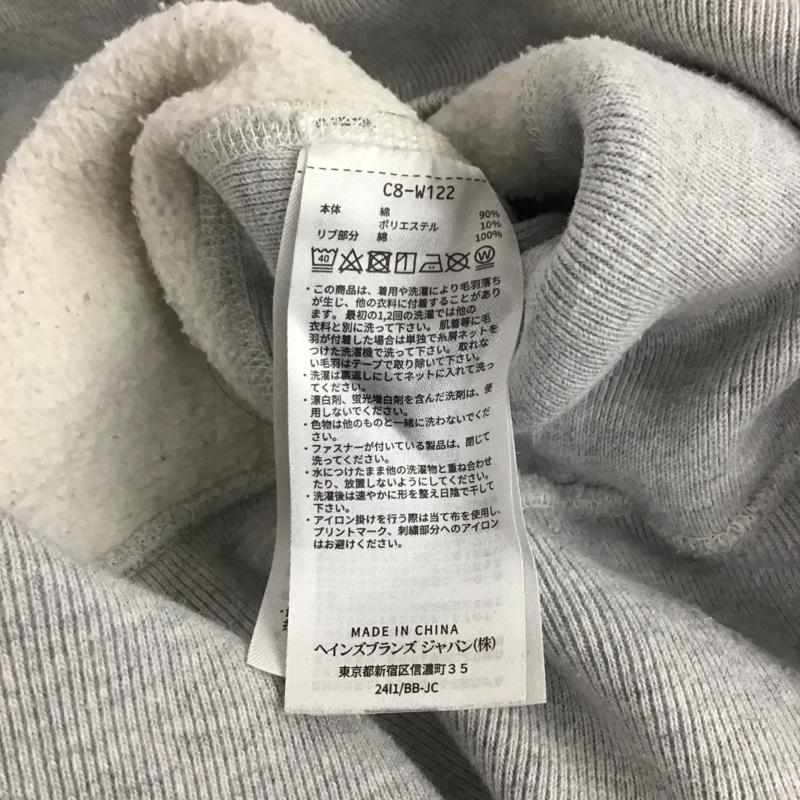 C8-W122
本体 綿 90%
ポリエステル 10%
リブ部分 綿 100%
40 W
・この商品は、着用や洗濯により毛羽落ち
が生じ、他の衣料に付着することがあり
ます。最初の1,2回の洗濯では他の
衣料と別に洗って下さい。肌着等に毛
羽が付着した場合は単独で糸屑ネットを
つけた洗濯機で洗って下さい。取れな
い毛羽はテープで取り除いて下さい。
・洗濯は裏返しにしてネットに入れて洗っ
てください。
・漂白剤、蛍光増白剤を含んだ洗剤は、使
用しないでください。
・色物は他のものと一緒に洗わないでくだ
さい。
・ファスナーが付いている製品は、閉じて
洗ってください。
・水につけたまま他の洗濯物と重ね合わせ
たり、放置しないようにしてください。
・洗濯後は速やかに形を整え日陰で干して
下さい。
・アイロン掛けを行う際は当て布を使用し、
プリントマーク、刺繍部分へのアイロン
はお避けください。
MADE IN CHINA
ヘインズブランズ ジャパン(株)
東京都新宿区信濃町35
24I1/BB-JC